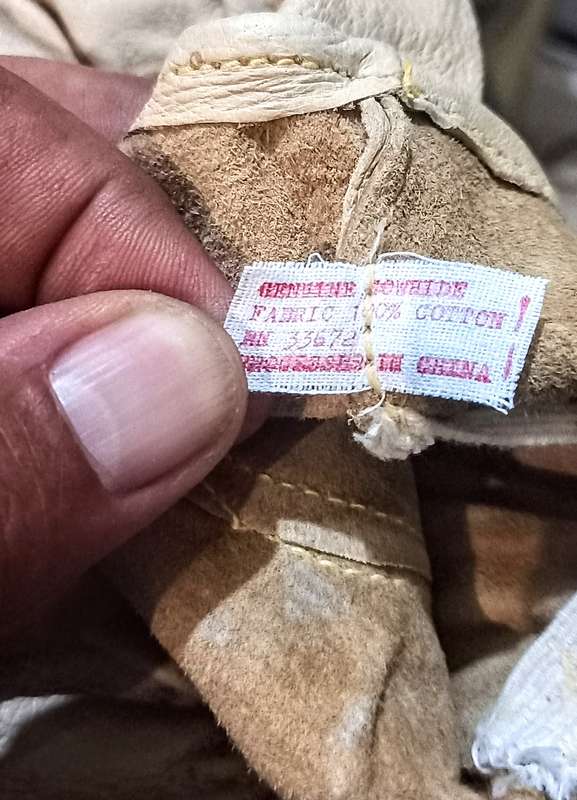 GENUINE COWHIDE
FABRIC 100% COTTON
RN 33672
IN CHINA